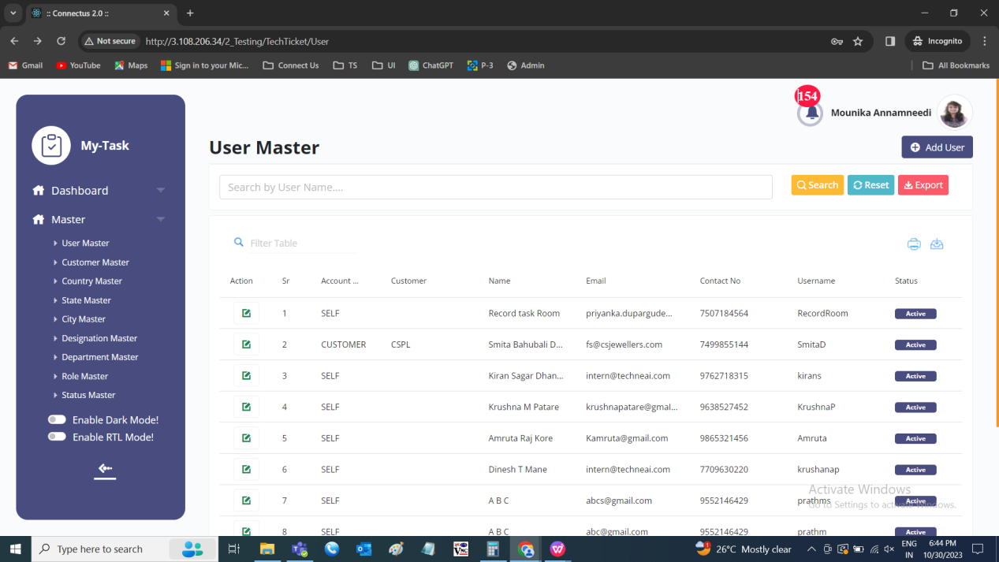 :: Connectus 2.0 ::
Not secure
http://3.108.206.34/2_Testing/TechTicket/User
Incognito
Gmail
YouTube
Maps
Sign in to your Mic...
Connect Us
TS
UI
ChatGPT
P-3
Admin
All Bookmarks
154
Mounika Annamneedi
My-Task
Dashboard
Master
User Master
Customer Master
Country Master
State Master
City Master
Designation Master
Department Master
Role Master
Status Master
Enable Dark Mode!
Enable RTL Mode!
User Master
Add User
Search by User Name....
Search
Reset
Export
Filter Table
Action Sr Account ... Customer Name Email Contact No Username Status
1 SELF Record task Room priyanka.dupargude... 7507184564 RecordRoom Active
2 CUSTOMER CSPL Smita Bahubali D... fs@csjewellers.com 7499855144 SmitaD Active
3 SELF Kiran Sagar Dhan... intern@techneai.com 9762718315 kirans Active
4 SELF Krushna M Patare krushnapatare@gmal... 9638527452 KrushnaP Active
5 SELF Amruta Raj Kore Kamruta@gmail.com 9865321456 Amruta Active
6 SELF Dinesh T Mane intern@techneai.com 7709630220 krushanap Active
7 SELF A B C abcs@gmail.com 9552146429 prathms Active
8 SELF A B C abc@gmail.com 9552146429 prathm Active
Activate Windows
Go to Settings to activate Windows.
Type here to search
26°C Mostly clear
ENG
IN
6:44 PM
10/30/2023